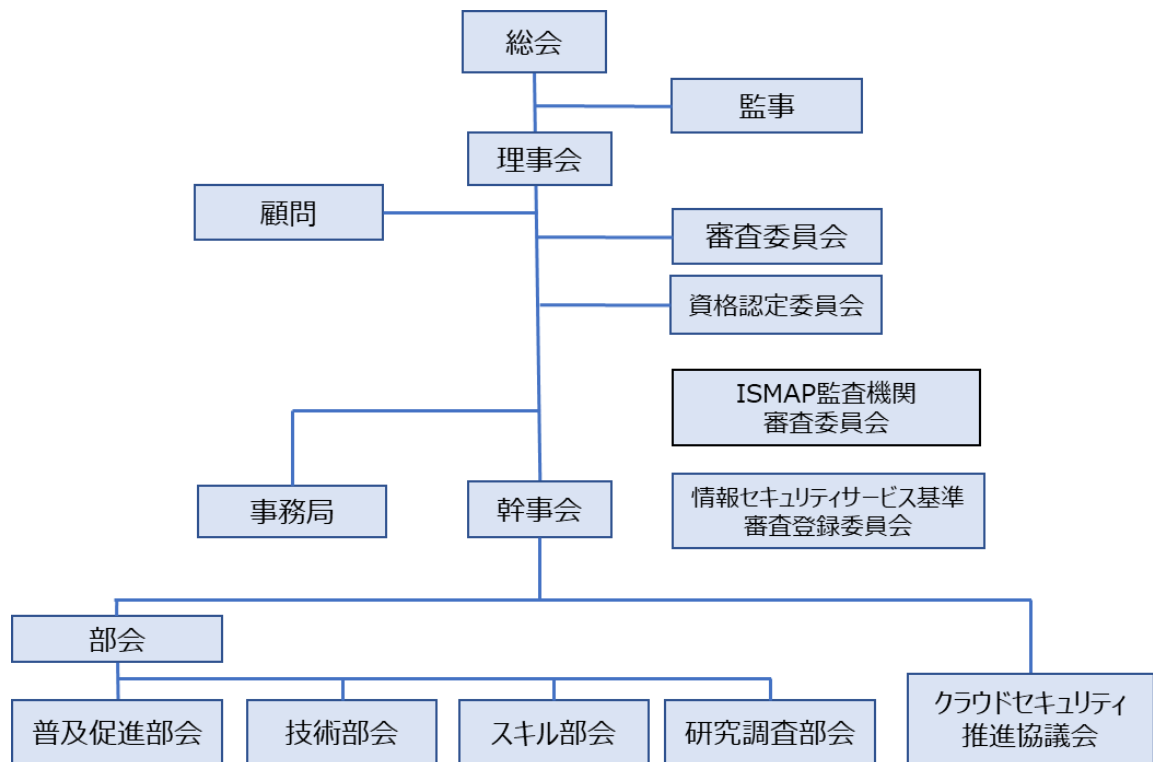 総会
監事
理事会
顧問
審査委員会
資格認定委員会
ISMAP監査機関
審査委員会
事務局
幹事会
情報セキュリティサービス基準
審査登録委員会
部会
普及促進部会
技術部会
スキル部会
研究調査部会
クラウドセキュリティ
推進協議会